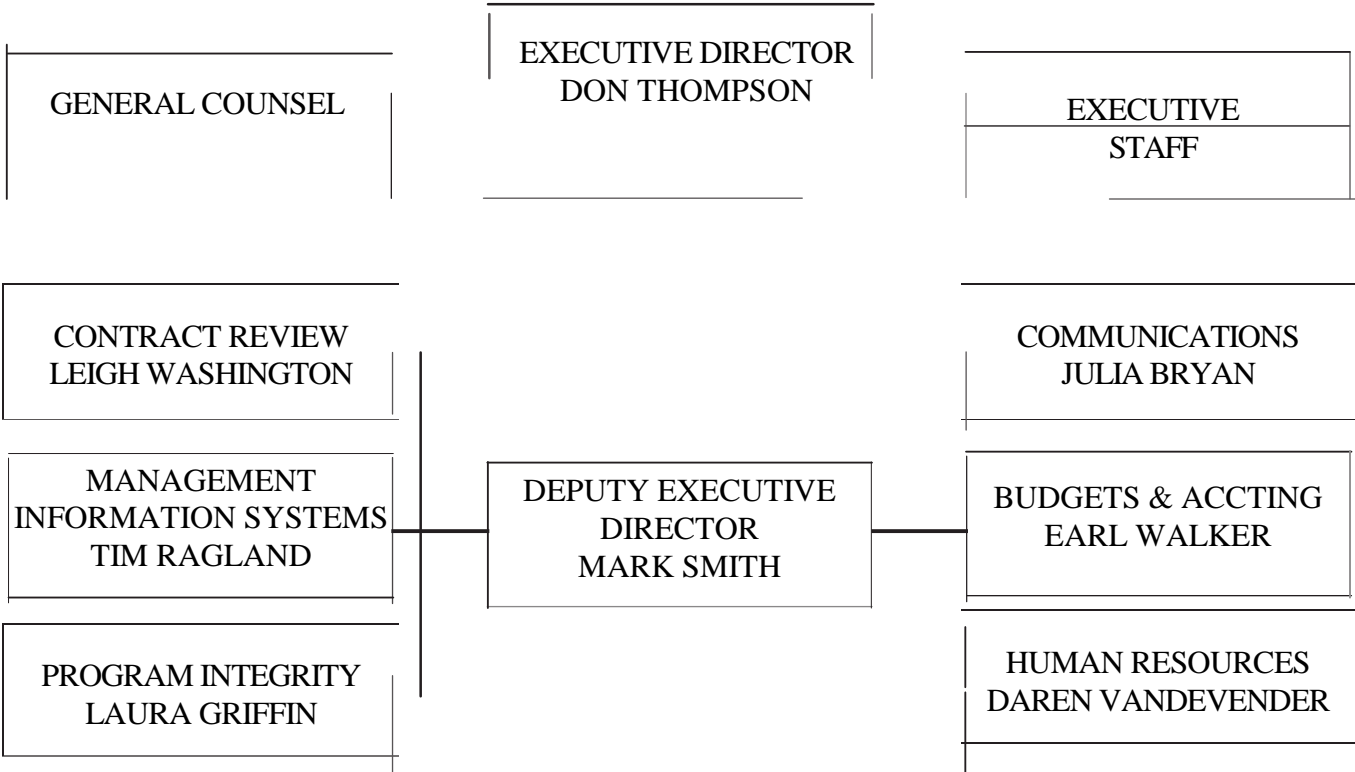 EXECUTIVE DIRECTOR
DON THOMPSON
GENERAL COUNSEL
EXECUTIVE
STAFF
CONTRACT REVIEW
LEIGH WASHINGTON
COMMUNICATIONS
JULIA BRYAN
MANAGEMENT
INFORMATION SYSTEMS
TIM RAGLAND
DEPUTY EXECUTIVE
DIRECTOR
MARK SMITH
BUDGETS & ACCTING
EARL WALKER
PROGRAM INTEGRITY
LAURA GRIFFIN
HUMAN RESOURCES
DAREN VANDEVENDER